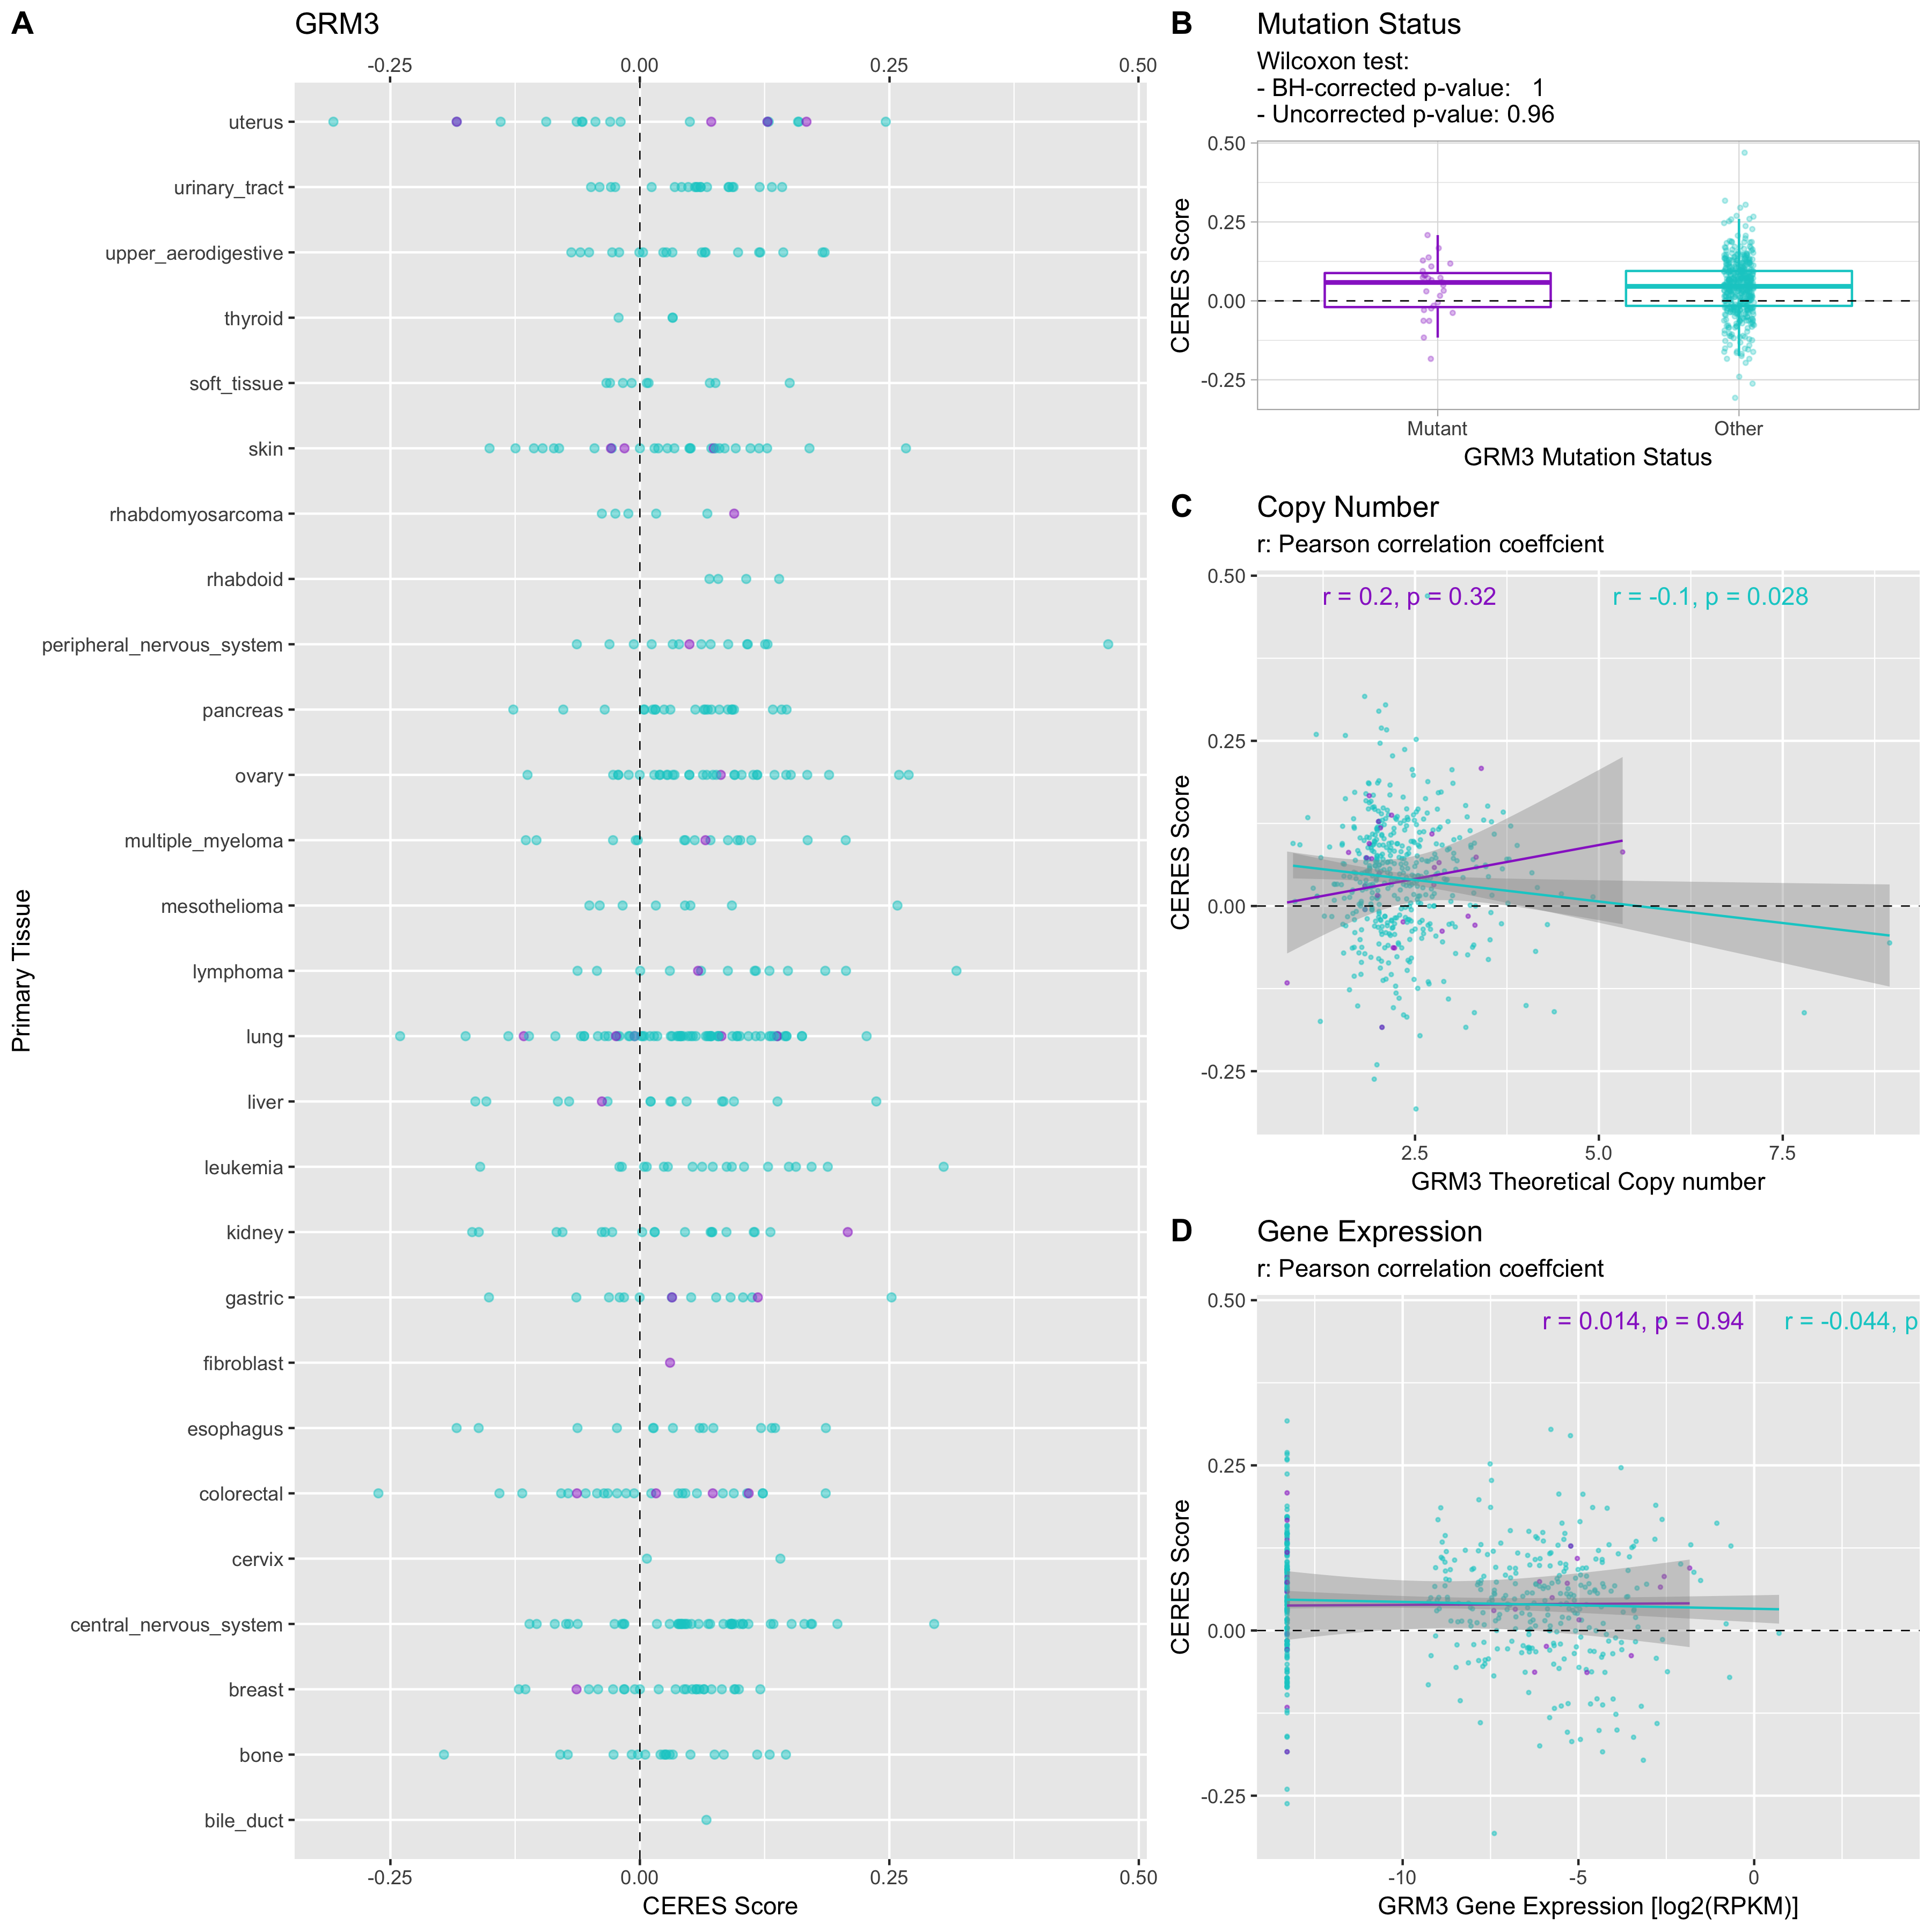 A
GRM3
-0.25 0.00 0.25 0.50
uterus
urinary_tract
upper_aerodigestive
thyroid
soft_tissue
skin
rhabdomyosarcoma
rhabdoid
peripheral_nervous_system
pancreas
ovary
multiple_myeloma
mesothelioma
lymphoma
lung
liver
leukemia
kidney
gastric
fibroblast
esophagus
colorectal
cervix
central_nervous_system
breast
bone
bile_duct
Primary Tissue
-0.25 0.00 0.25 0.50
CERES Score
B
Mutation Status
Wilcoxon test:
- BH-corrected p-value: 1
- Uncorrected p-value: 0.96
0.50
0.25
0.00
-0.25
CERES Score
Mutant Other
GRM3 Mutation Status
C
Copy Number
r: Pearson correlation coeffcient
r = 0.2, p = 0.32 r = -0.1, p = 0.028
0.50
0.25
0.00
-0.25
CERES Score
2.5 5.0 7.5
GRM3 Theoretical Copy number
D
Gene Expression
r: Pearson correlation coeffcient
r = 0.014, p = 0.94 r = -0.044, p
0.50
0.25
0.00
-0.25
CERES Score
-10 -5 0
GRM3 Gene Expression [log2(RPKM)]